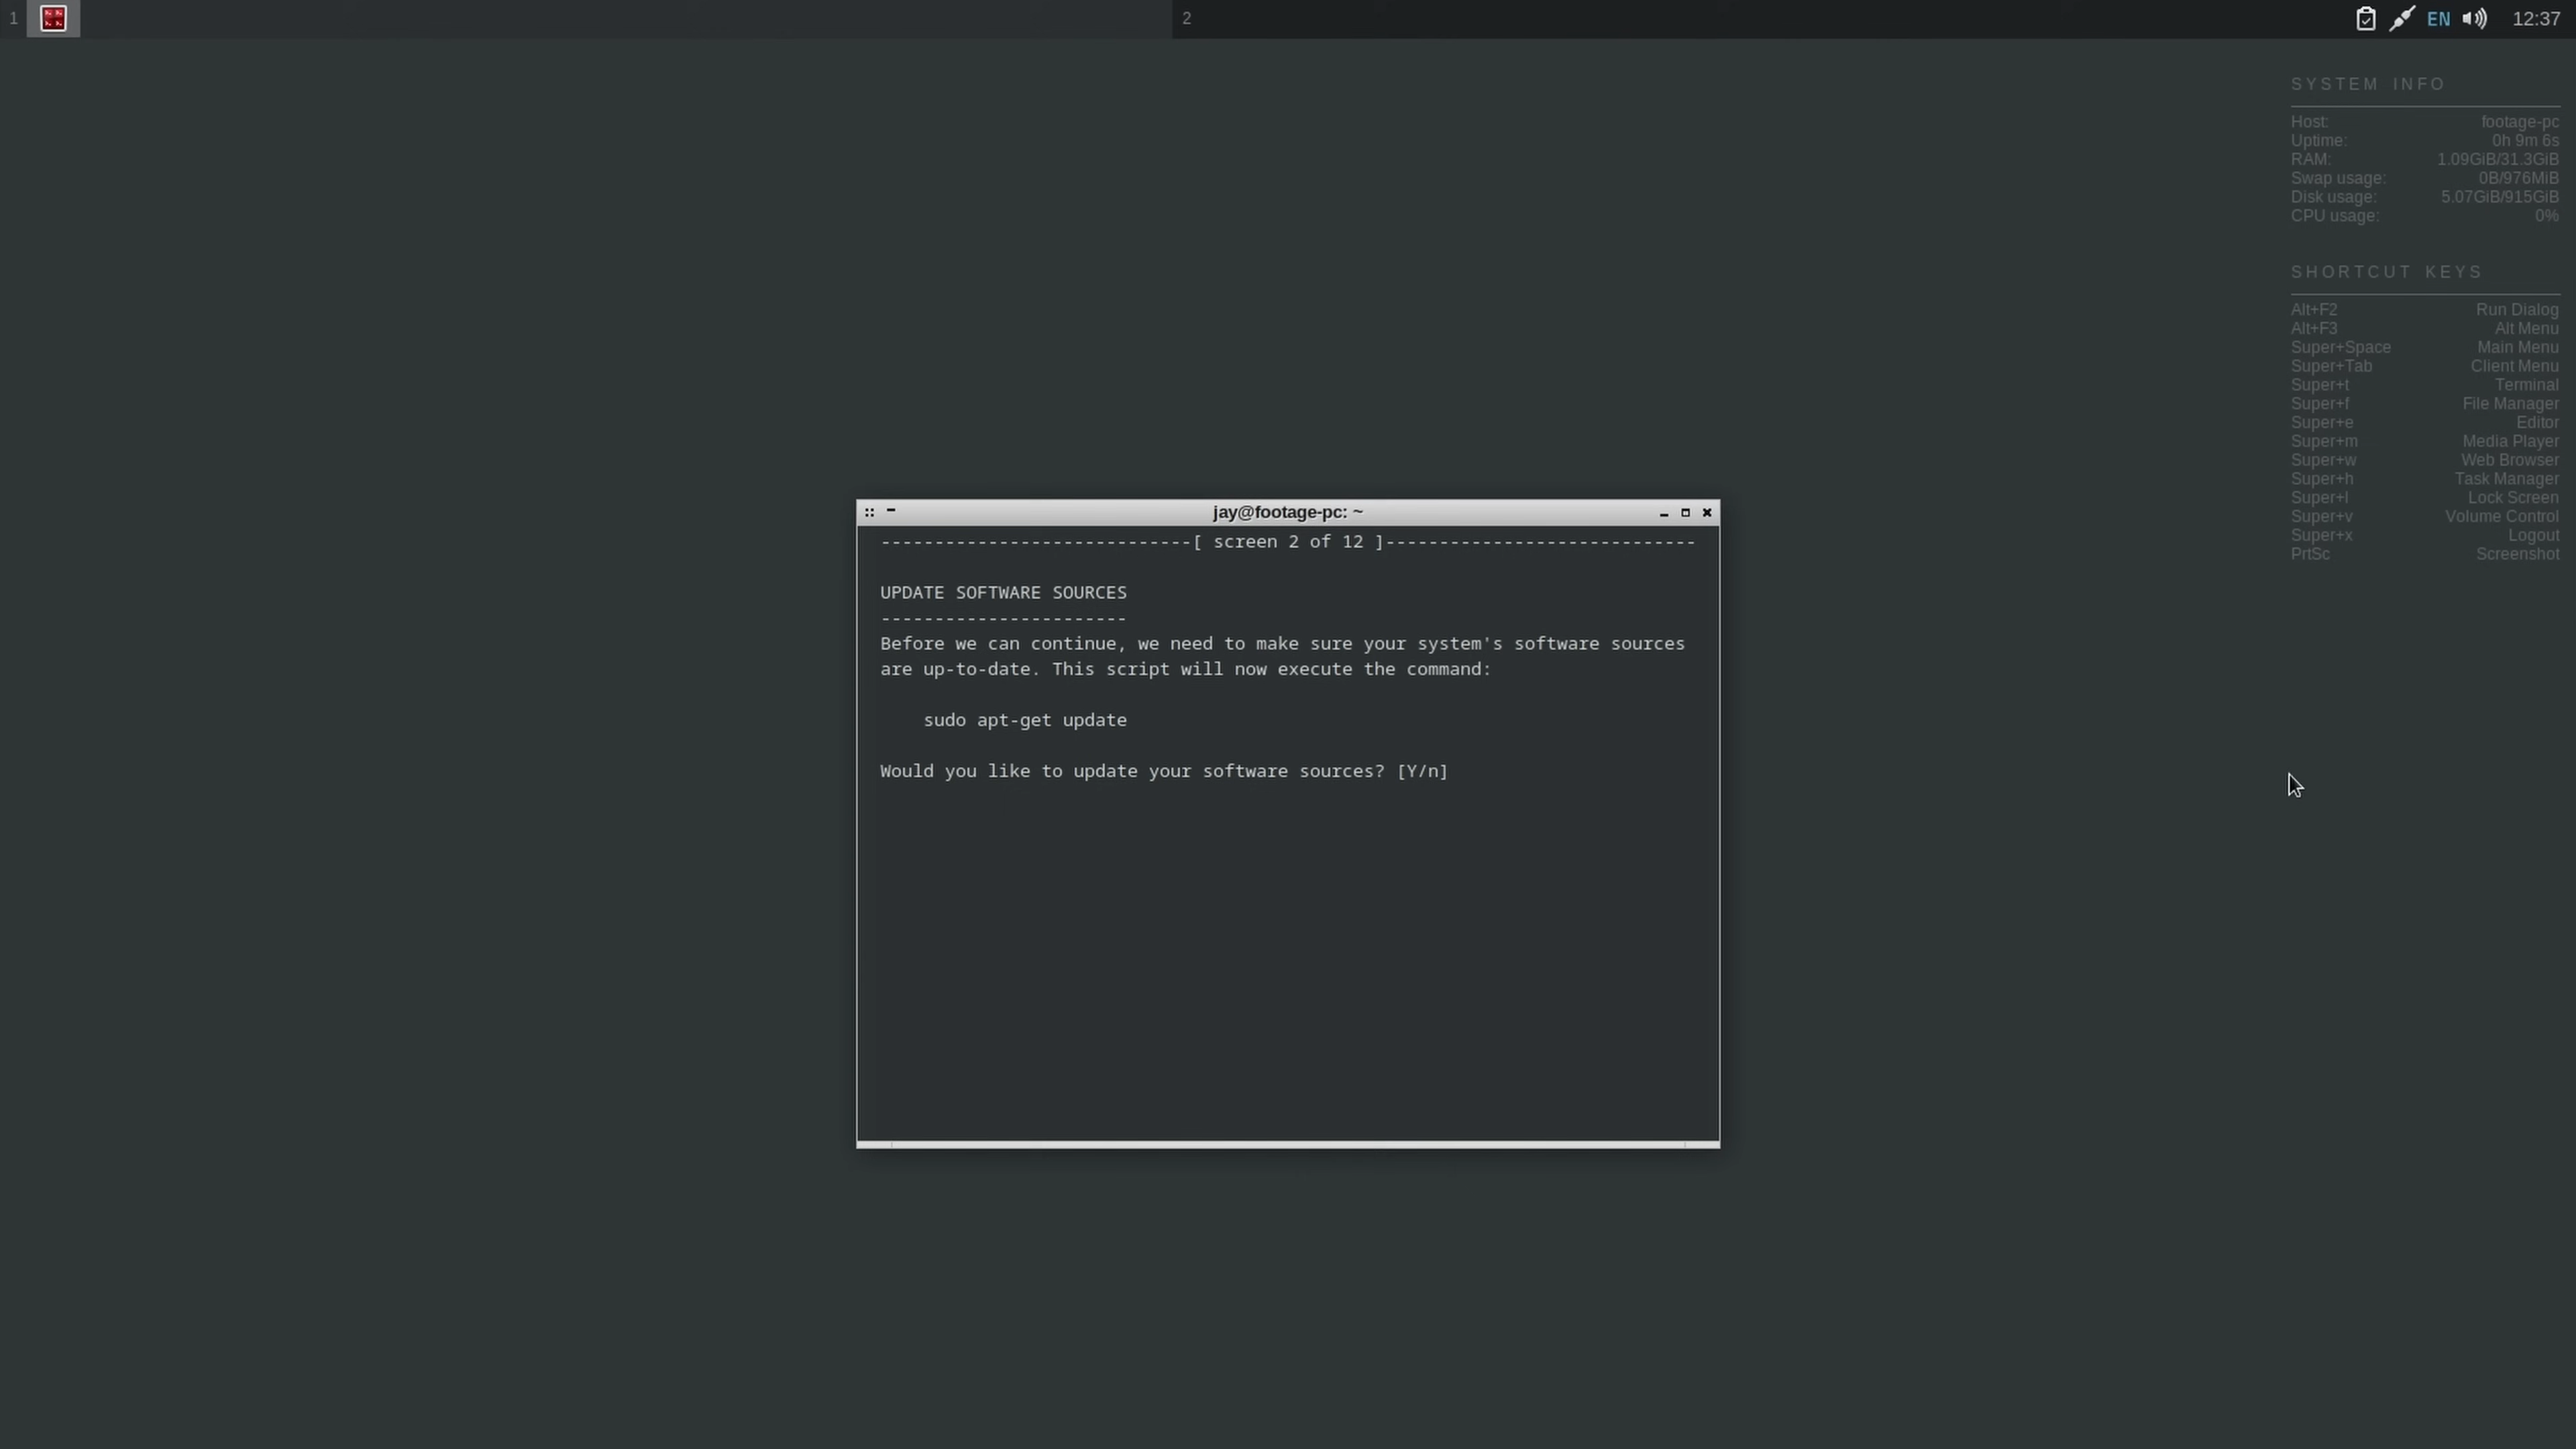 1
2
EN
12:37
SYSTEM INFO
Host: footage-pc
Uptime: 0h 9m 6s
RAM: 1.09GiB/31.3GiB
Swap usage: 0B/976MiB
Disk usage: 5.07GiB/915GiB
CPU usage: 0%
SHORTCUT KEYS
Alt+F2 Run Dialog
Alt+F3 Alt Menu
Super+Space Main Menu
Super+Tab Client Menu
Super+t Terminal
Super+f File Manager
Super+e Editor
Super+m Media Player
Super+w Web Browser
Super+h Task Manager
Super+l Lock Screen
Super+v Volume Control
Super+x Logout
PrtSc Screenshot
jay@footage-pc: ~
-----------------------------[ screen 2 of 12 ]-----------------------------
UPDATE SOFTWARE SOURCES
-----------------------
Before we can continue, we need to make sure your system's software sources
are up-to-date. This script will now execute the command:
sudo apt-get update
Would you like to update your software sources? [Y/n]